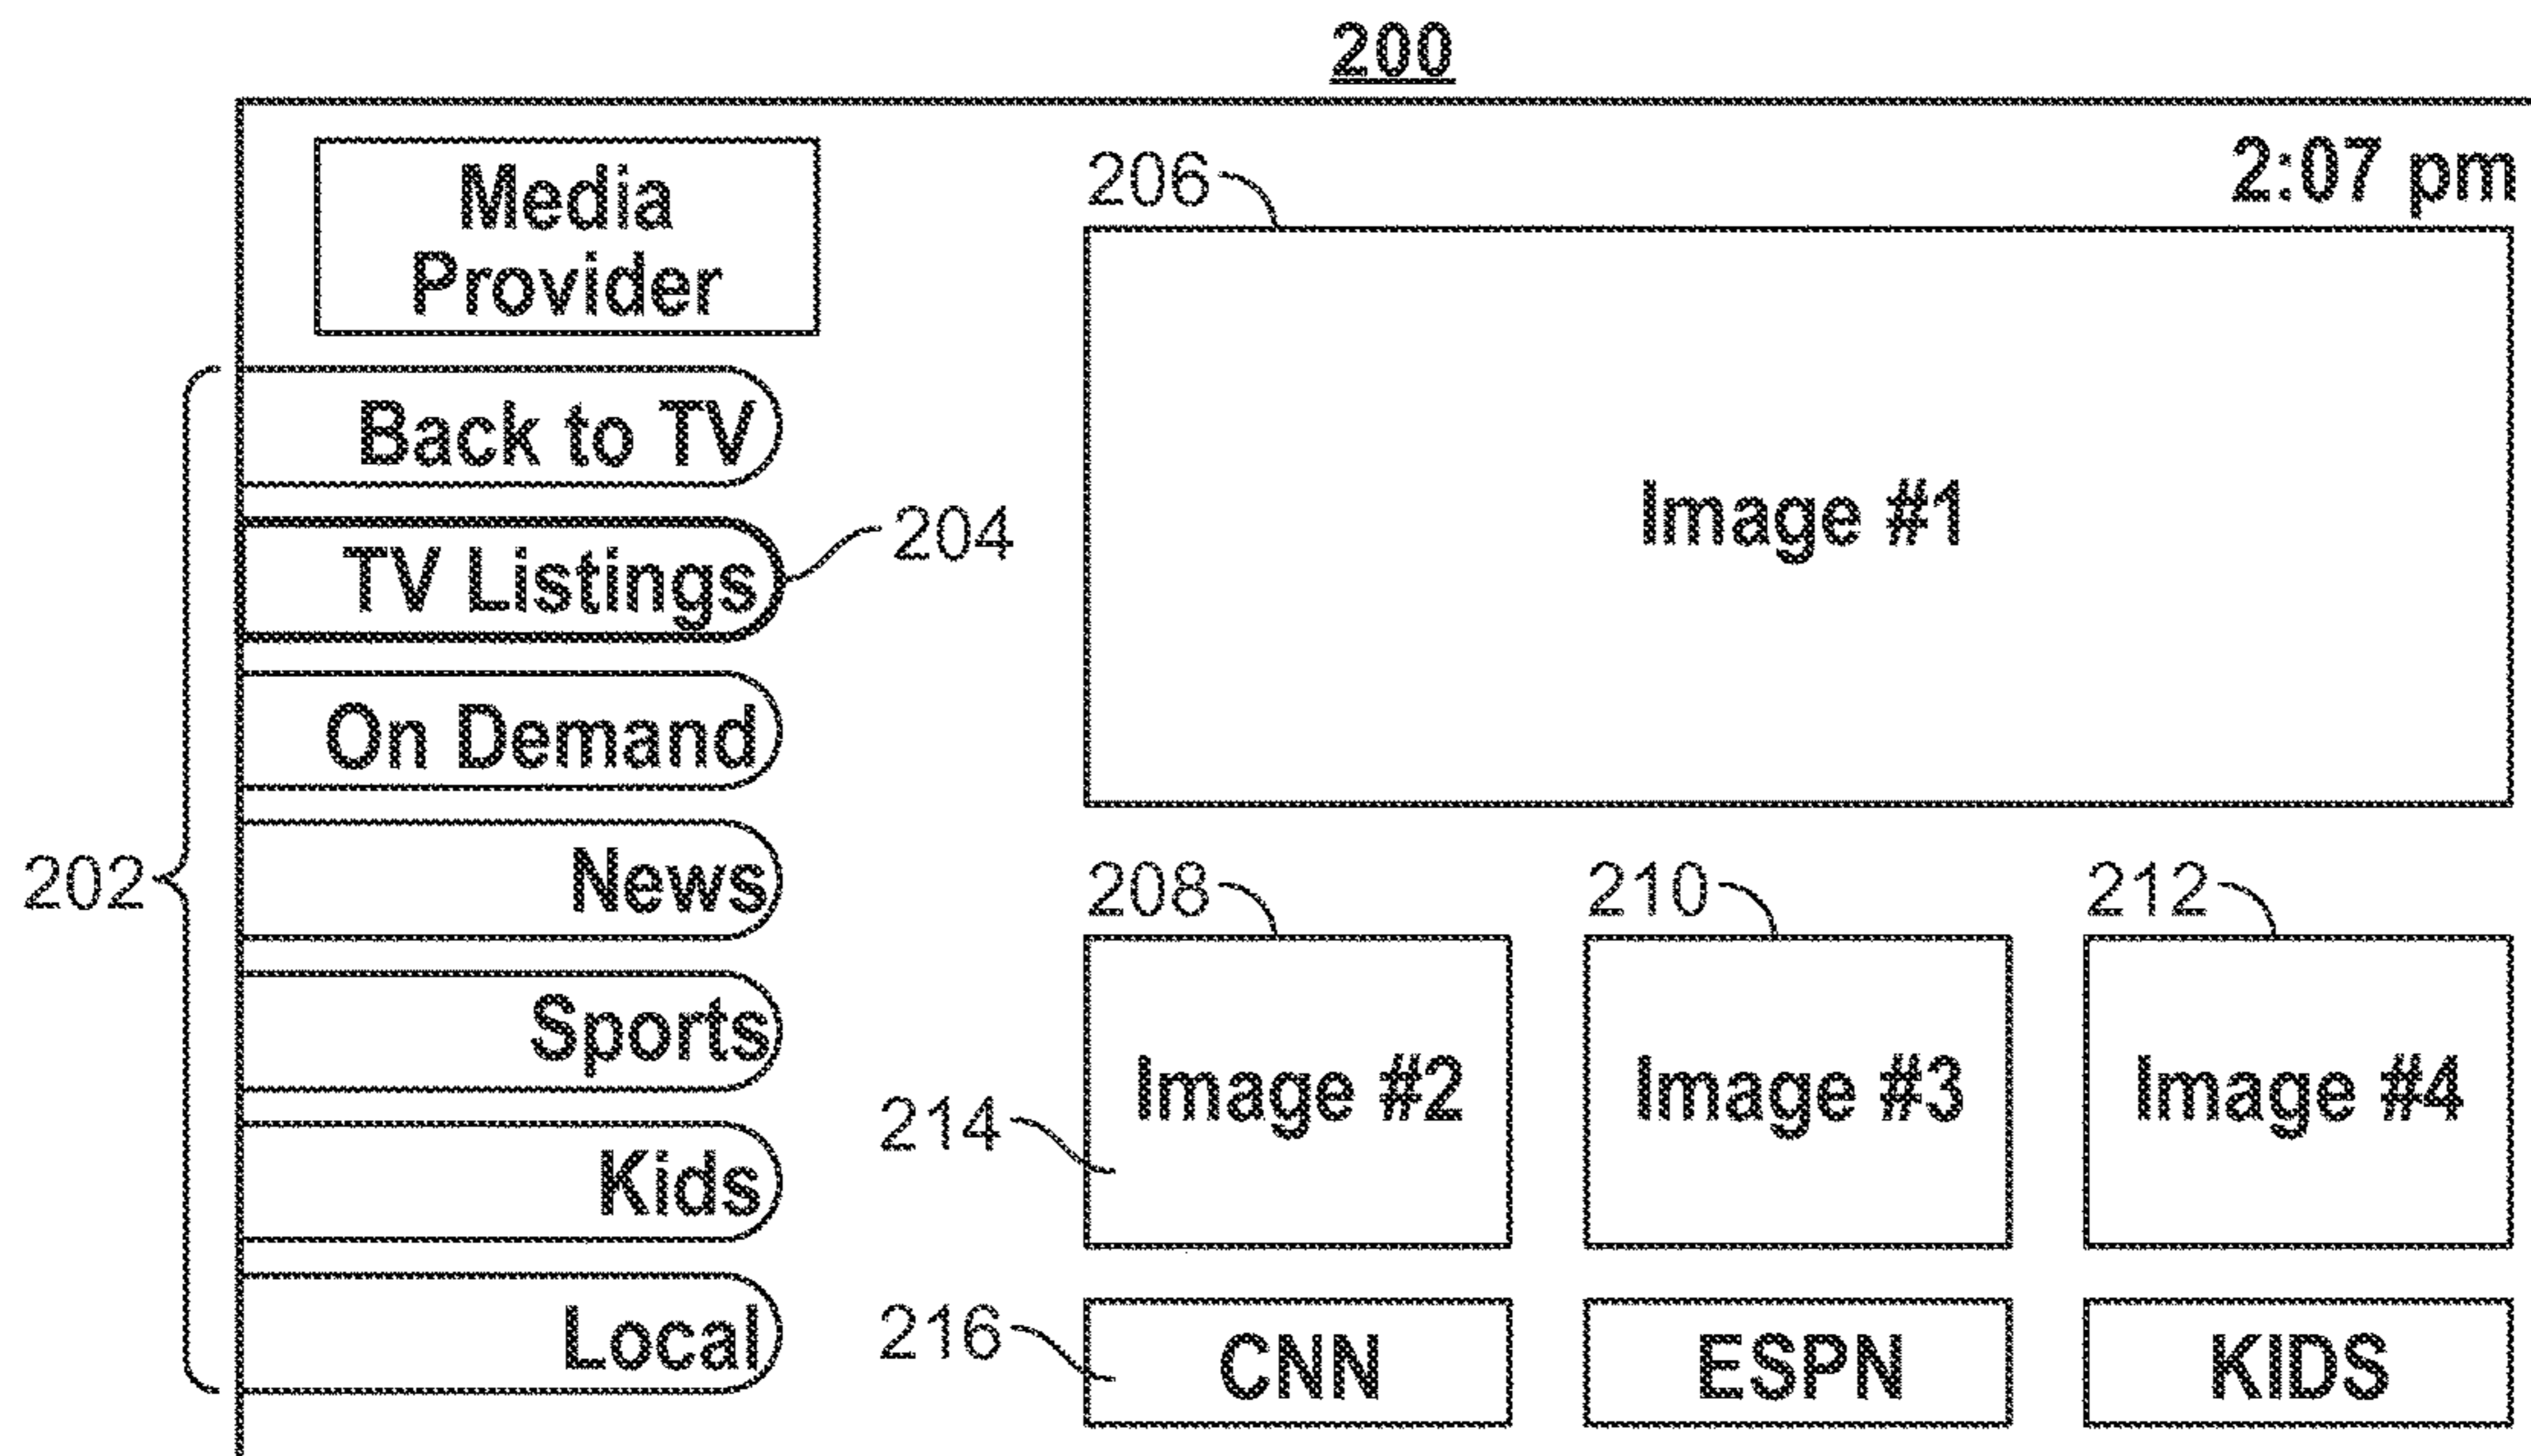 200
2:07 pm
Media
Provider
206
Back to TV
Image #1
TV Listings
204
On Demand
202
News
208
210
212
Sports
Image #2
Image #3
Image #4
214
Kids
Local
216
CNN
ESPN
KIDS